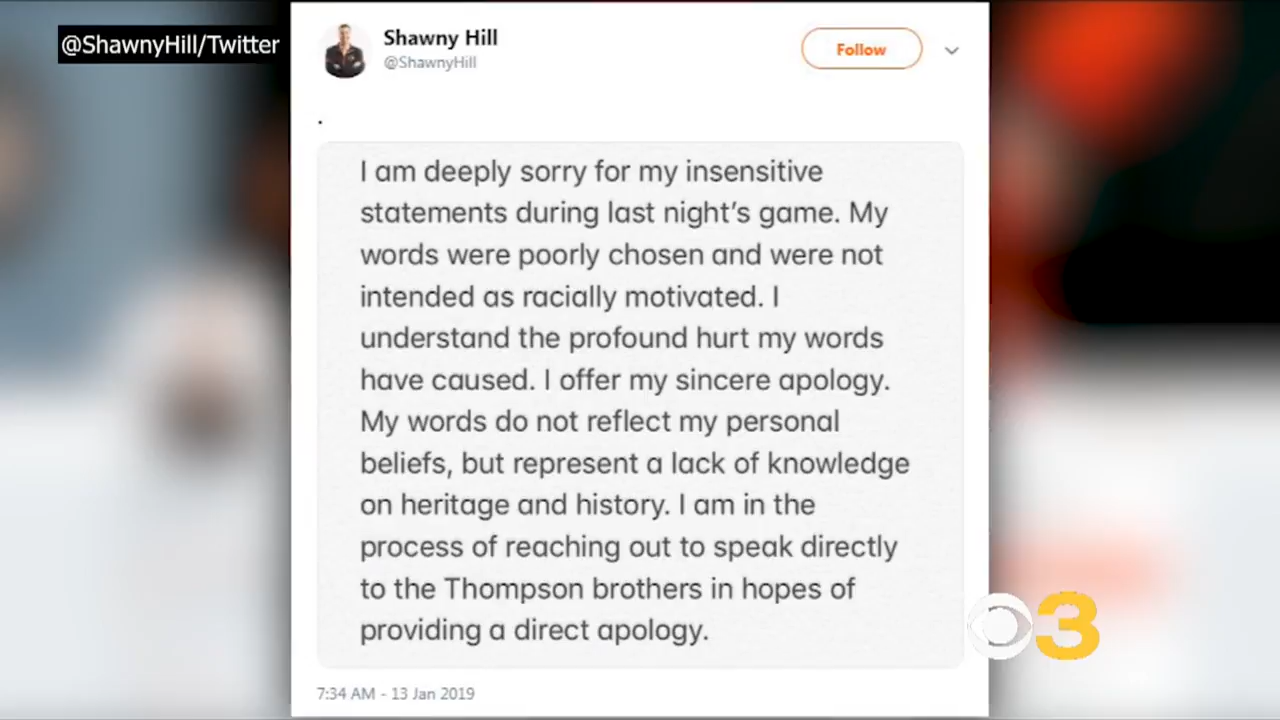 @ShawnyHill/Twitter
Shawny Hill
@ShawnyHill
Follow
.
I am deeply sorry for my insensitive
statements during last night's game. My
words were poorly chosen and were not
intended as racially motivated. I
understand the profound hurt my words
have caused. I offer my sincere apology.
My words do not reflect my personal
beliefs, but represent a lack of knowledge
on heritage and history. I am in the
process of reaching out to speak directly
to the Thompson brothers in hopes of
providing a direct apology.
3
7:34 AM - 13 Jan 2019